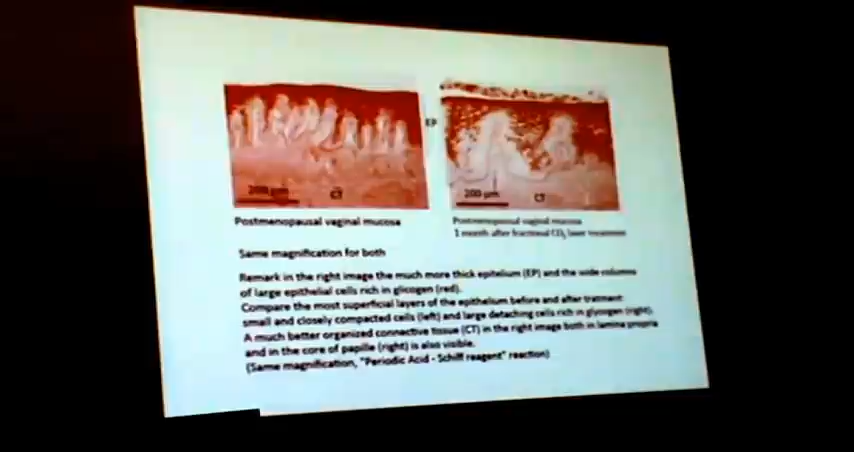 EP
200 μm
CT
200 μm
CT
Postmenopausal vaginal mucosa
Postmenopausal vaginal mucosa
1 month after fractional CO₂ laser treatment
Same magnification for both
Remark in the right image the much more thick epitelium (EP) and the wide columns
of large epithelial cells rich in glicogen (red).
Compare the most superficial layers of the epithelium before and after tratment:
small and closely compacted cells (left) and large detaching cells rich in glycogen (right).
A much better organized connective tissue (CT) in the right image both in lamina propria
and in the core of papille (right) is also visible.
(Same magnification, "Periodic Acid - Schiff reagent" reaction)